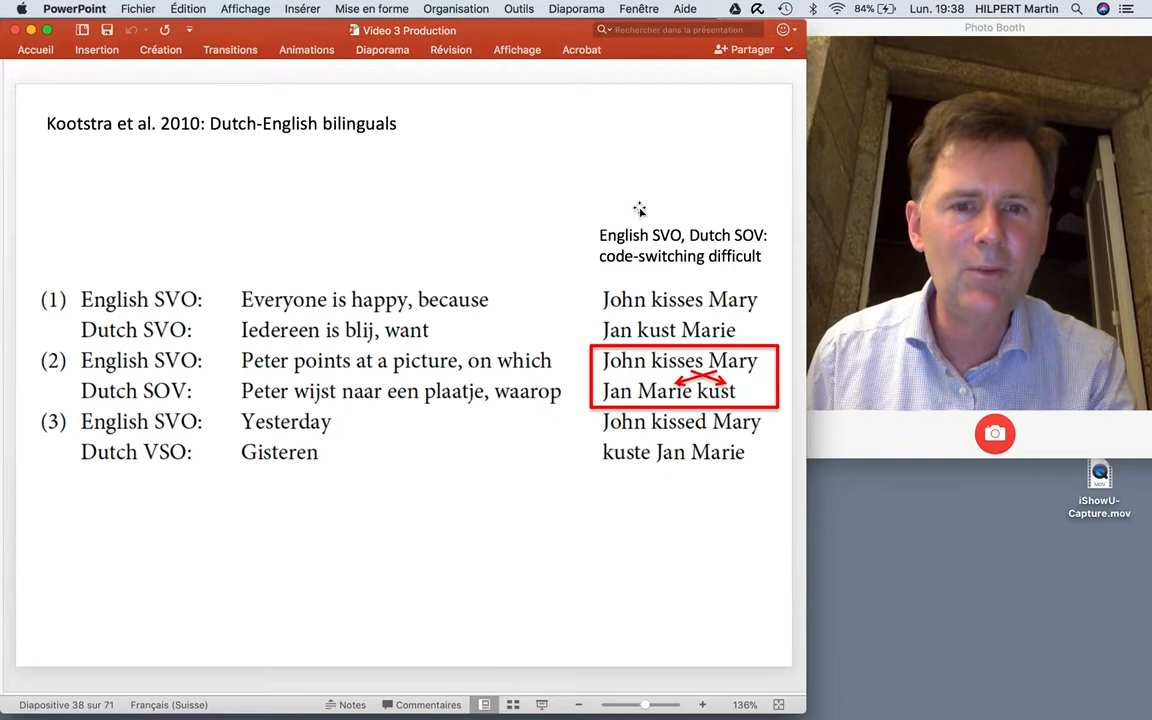 PowerPoint Fichier Édition Affichage Insérer Mise en forme Organisation Outils Diaporama Fenêtre Aide 84% Lun. 19:38 HILPERT Martin
Video 3 Production
Rechercher dans la présentation
Accueil Insertion Création Transitions Animations Diaporama Révision Affichage Acrobat Partager
Photo Booth
Kootstra et al. 2010: Dutch-English bilinguals
English SVO, Dutch SOV:
code-switching difficult
(1) English SVO: Everyone is happy, because John kisses Mary
Dutch SVO: Iedereen is blij, want Jan kust Marie
(2) English SVO: Peter points at a picture, on which John kisses Mary
Dutch SOV: Peter wijst naar een plaatje, waarop Jan Marie kust
(3) English SVO: Yesterday John kissed Mary
Dutch VSO: Gisteren kuste Jan Marie
MOV
iShowU-
Capture.mov
Diapositive 38 sur 71 Français (Suisse) Notes Commentaires 136%